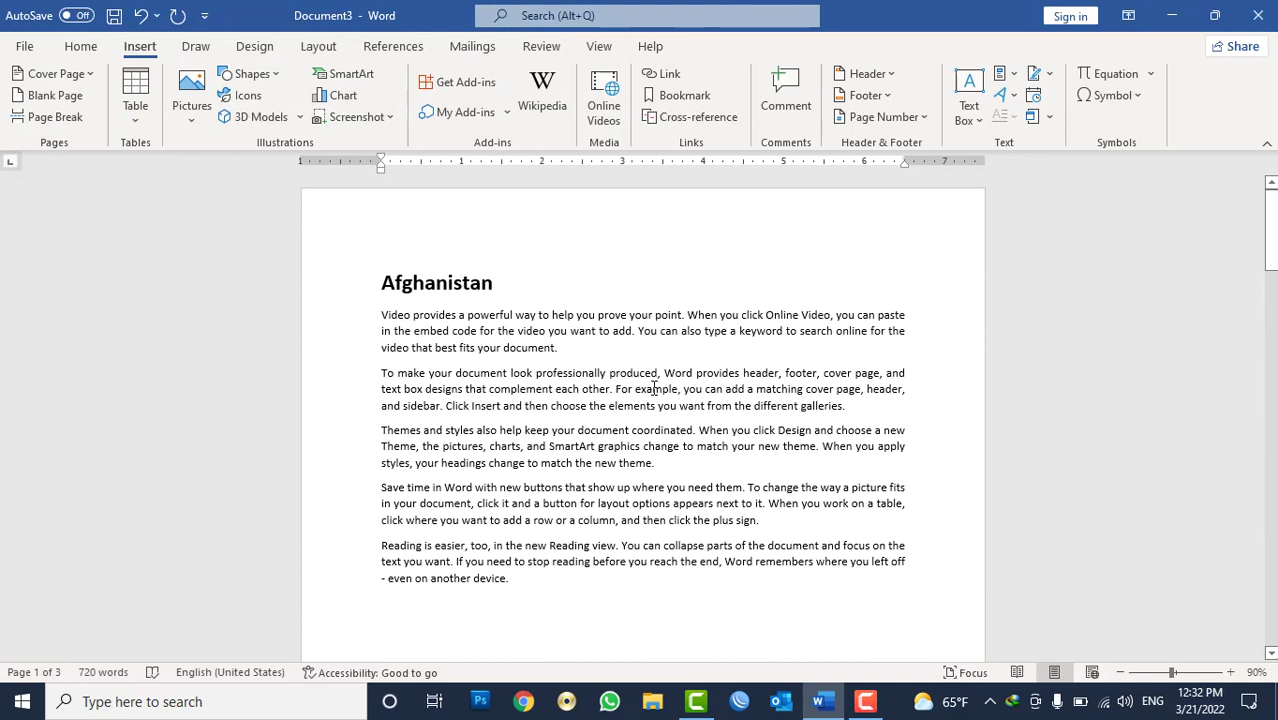 AutoSave Off Document3 - Word Search (Alt+Q) Sign in
File Home Insert Draw Design Layout References Mailings Review View Help Share
Cover Page
Blank Page
Page Break
Pages
Table
Tables
Pictures
Shapes
Icons
3D Models
SmartArt
Chart
Screenshot
Illustrations
Get Add-ins
My Add-ins
Wikipedia
Add-ins
Online
Videos
Media
Link
Bookmark
Cross-reference
Links
Comment
Comments
Header
Footer
Page Number
Header & Footer
Text
Box
Text
Equation
Symbol
Symbols
1 1 2 3 4 5 6 7
Afghanistan
Video provides a powerful way to help you prove your point. When you click Online Video, you can paste
in the embed code for the video you want to add. You can also type a keyword to search online for the
video that best fits your document.
To make your document look professionally produced, Word provides header, footer, cover page, and
text box designs that complement each other. For example, you can add a matching cover page, header,
and sidebar. Click Insert and then choose the elements you want from the different galleries.
Themes and styles also help keep your document coordinated. When you click Design and choose a new
Theme, the pictures, charts, and SmartArt graphics change to match your new theme. When you apply
styles, your headings change to match the new theme.
Save time in Word with new buttons that show up where you need them. To change the way a picture fits
in your document, click it and a button for layout options appears next to it. When you work on a table,
click where you want to add a row or a column, and then click the plus sign.
Reading is easier, too, in the new Reading view. You can collapse parts of the document and focus on the
text you want. If you need to stop reading before you reach the end, Word remembers where you left off
- even on another device.
Page 1 of 3 720 words English (United States) Accessibility: Good to go Focus 90%
Type here to search 65°F ENG 12:32 PM
3/21/2022